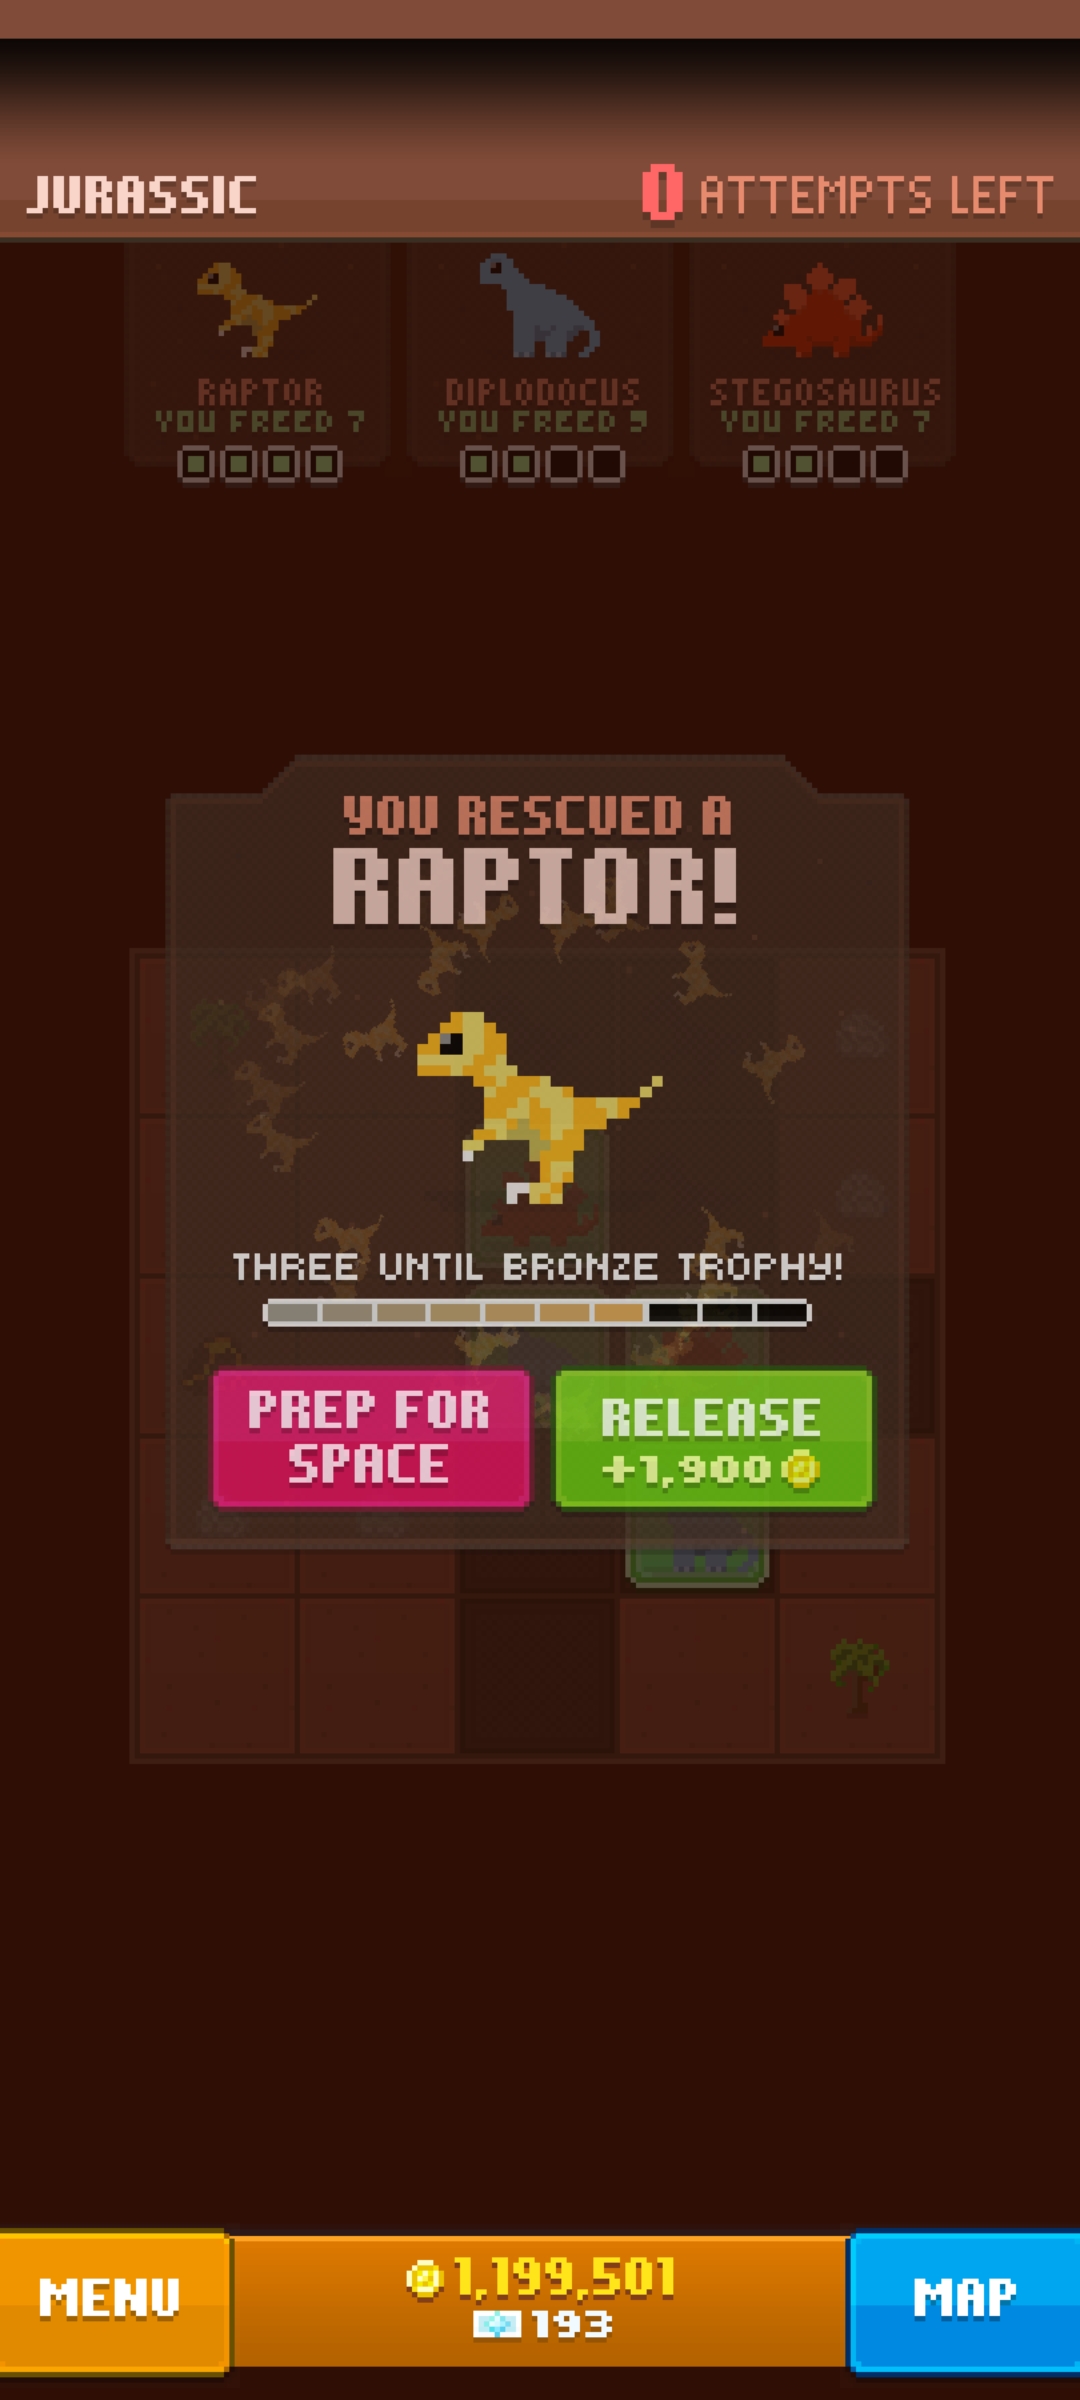 JURASSIC
0 ATTEMPTS LEFT
RAPTOR
YOU FREED 7
DIPLODOCUS
YOU FREED 9
STEGOSAURUS
YOU FREED 7
YOU RESCUED A
RAPTOR!
THREE UNTIL BRONZE TROPHY!
PREP FOR
SPACE
RELEASE
+1,900
MENU
1,199,501
193
MAP